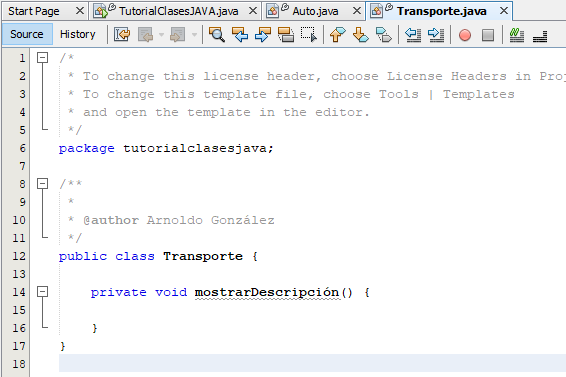 Start Page TutorialClasesJAVA.java Auto.java Transporte.java
Source History
1 /*
2 * To change this license header, choose License Headers in Proj
3 * To change this template file, choose Tools | Templates
4 * and open the template in the editor.
5 */
6 package tutorialclasesjava;
7
8 /**
9 *
10 * @author Arnoldo González
11 */
12 public class Transporte {
13
14 private void mostrarDescripción() {
15
16 }
17 }
18